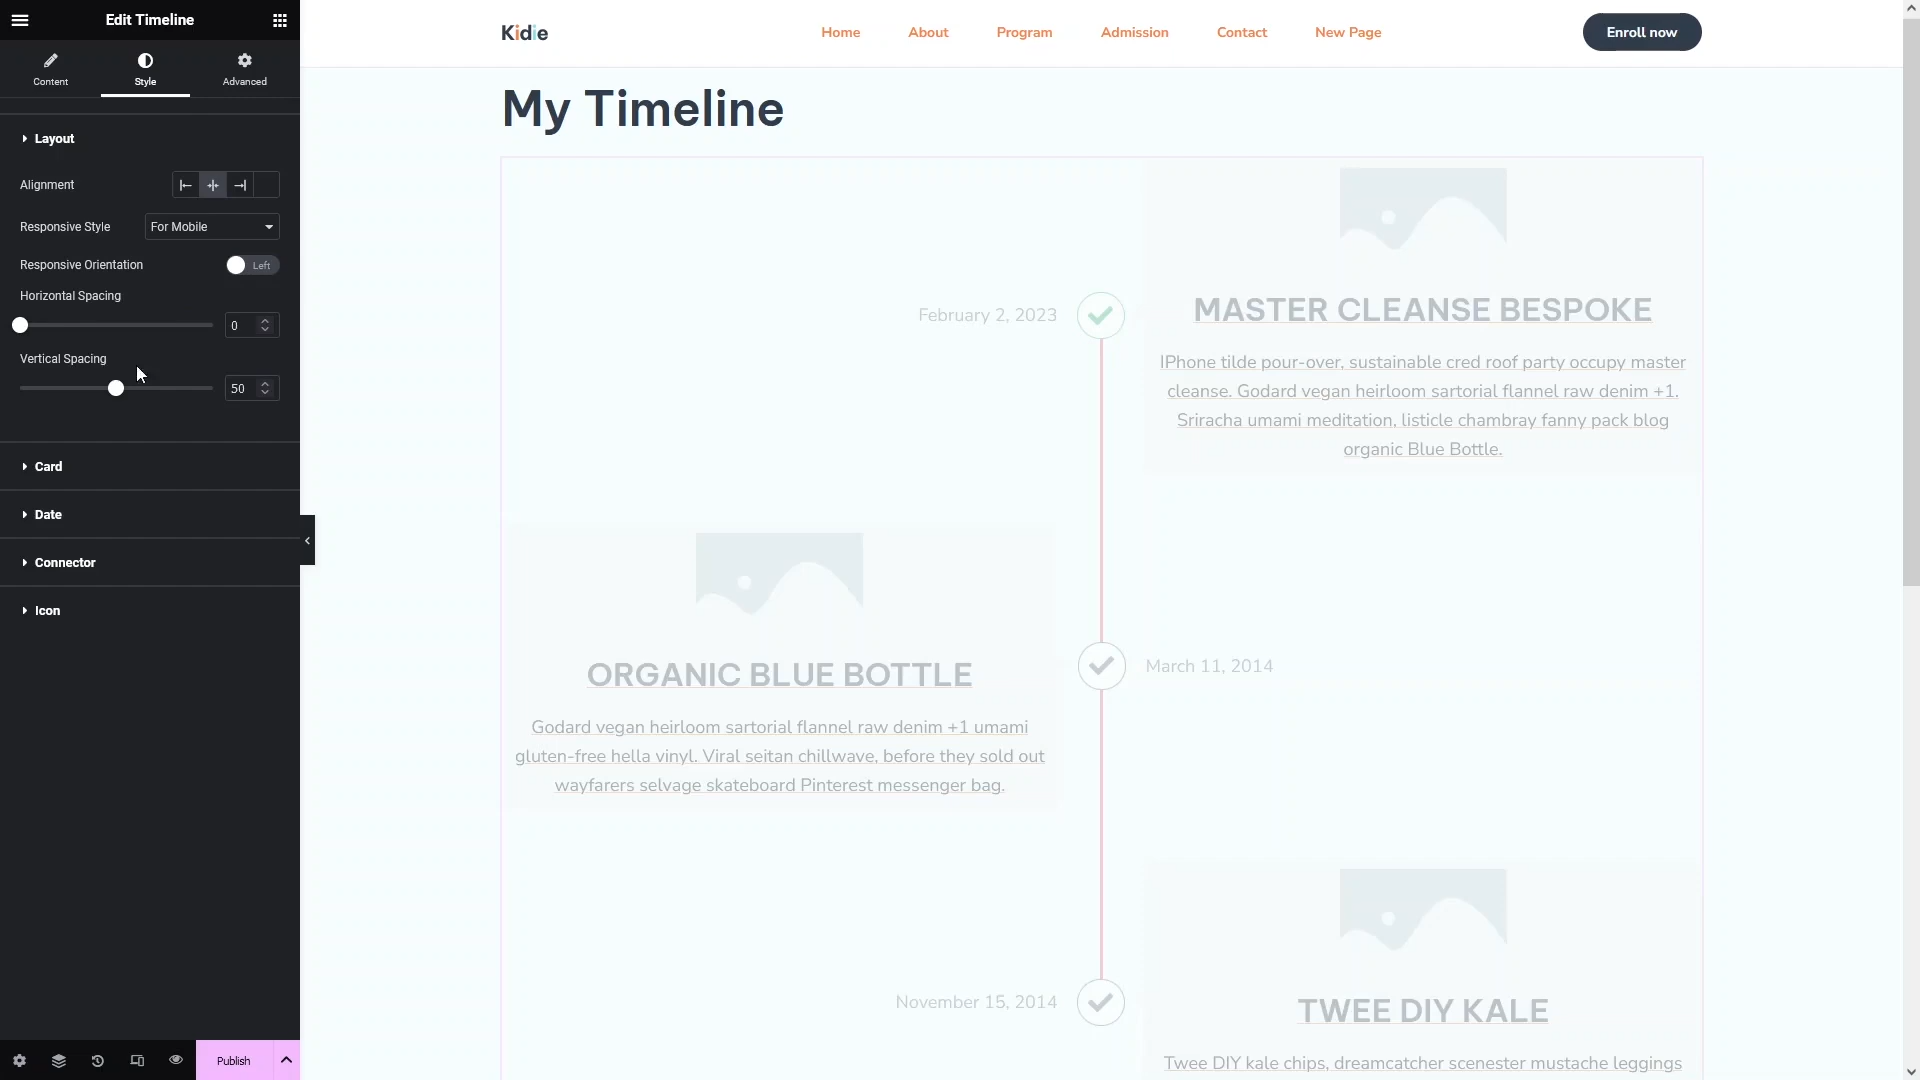 Edit Timeline
Kidie
Home
About
Program
Admission
Contact
New Page
Enroll now
Content
Style
Advanced
My Timeline
Layout
Alignment
Responsive Style
For Mobile
Responsive Orientation
Left
Horizontal Spacing
0
Vertical Spacing
50
Card
Date
Connector
Icon
Publish
February 2, 2023
MASTER CLEANSE BESPOKE
IPhone tilde pour-over, sustainable cred roof party occupy master
cleanse. Godard vegan heirloom sartorial flannel raw denim +1.
Sriracha umami meditation, listicle chambray fanny pack blog
organic Blue Bottle.
ORGANIC BLUE BOTTLE
Godard vegan heirloom sartorial flannel raw denim +1 umami
gluten-free hella vinyl. Viral seitan chillwave, before they sold out
wayfarers selvage skateboard Pinterest messenger bag.
March 11, 2014
November 15, 2014
TWEE DIY KALE
Twee DIY kale chips, dreamcatcher scenester mustache leggings